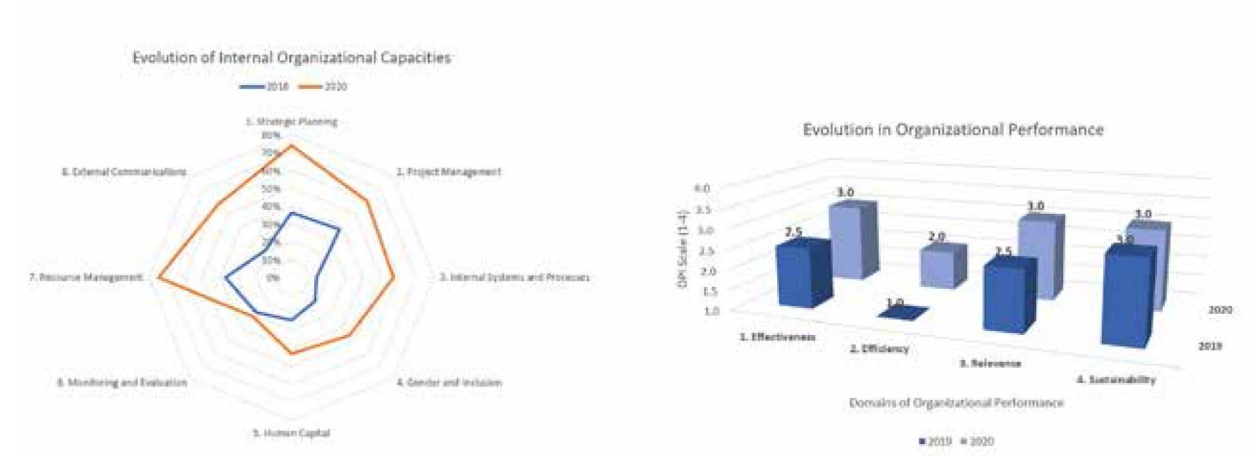 Evolution of Internal Organizational Capacities
2018 2020
1. Strategic Planning
80%
70%
60%
50%
40%
30%
20%
10%
0%
8. External Communications
2. Project Management
7. Resource Management
3. Internal Systems and Processes
6. Monitoring and Evaluation
4. Gender and Inclusion
5. Human Capital
Evolution in Organizational Performance
OPI Scale (1-4)
4.0
3.5
3.0
2.5
2.0
1.5
1.0
3.0
2.5
2.0
1.0
3.0
2.5
3.0
3.0
1. Effectiveness
2. Efficiency
3. Relevance
4. Sustainability
2020
2019
Domains of Organizational Performance
2019 2020